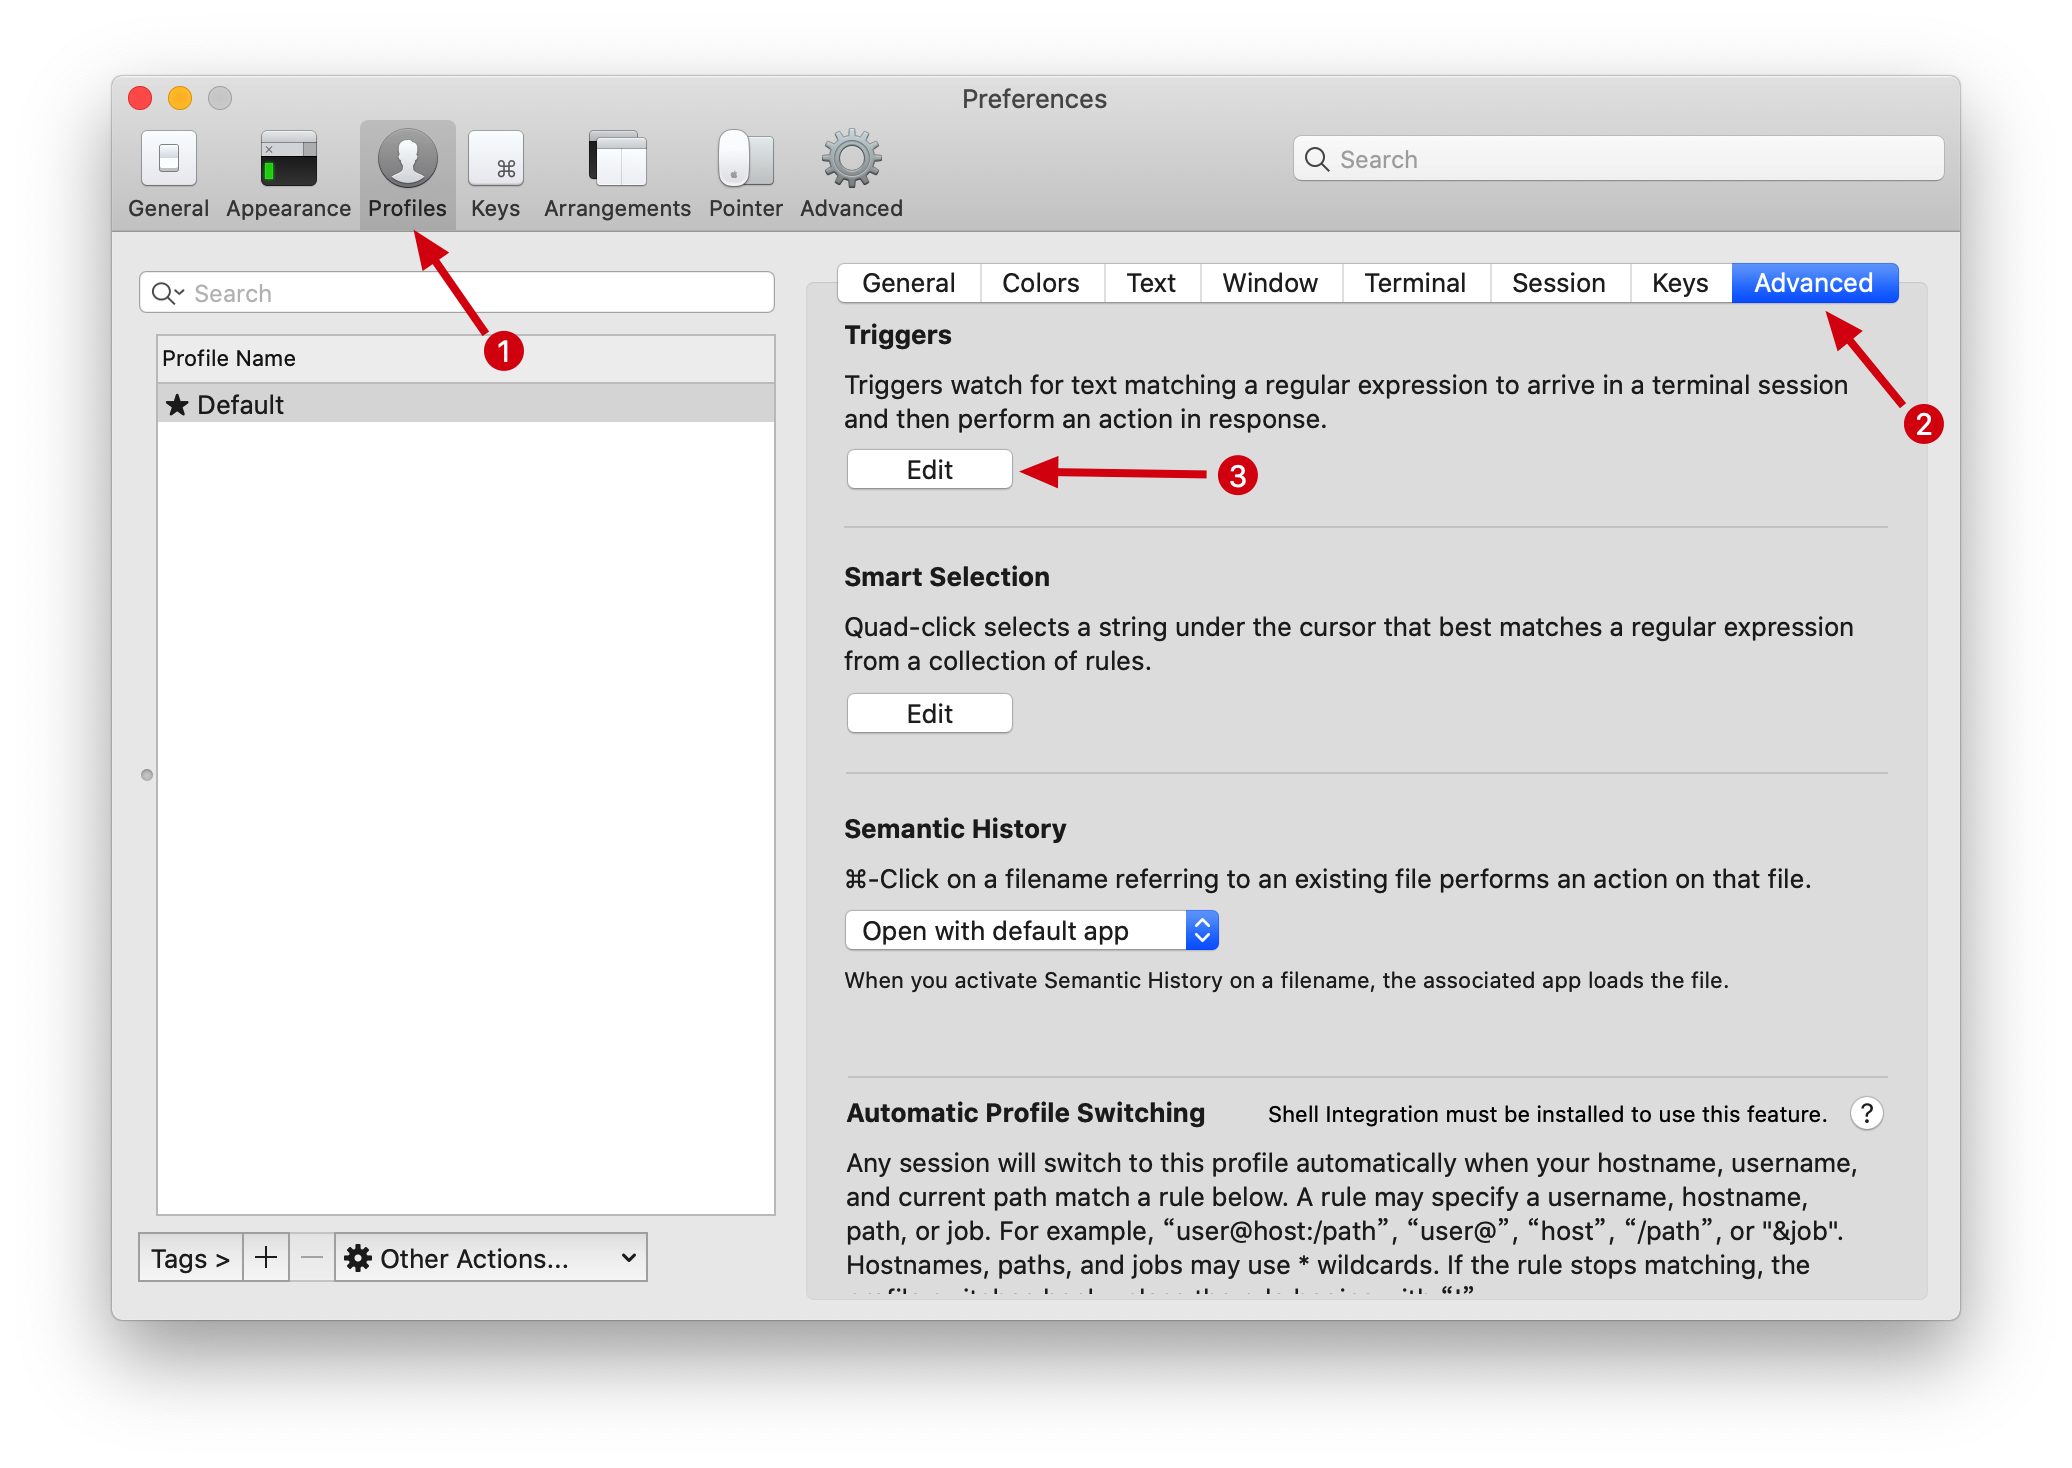 Preferences
General
Appearance
Profiles
Keys
Arrangements
Pointer
Advanced
Search
Search
Profile Name
★ Default
Tags >
+
−
Other Actions...
1
General
Colors
Text
Window
Terminal
Session
Keys
Advanced
2
Triggers
Triggers watch for text matching a regular expression to arrive in a terminal session
and then perform an action in response.
Edit
3
Smart Selection
Quad-click selects a string under the cursor that best matches a regular expression
from a collection of rules.
Edit
Semantic History
⌘-Click on a filename referring to an existing file performs an action on that file.
Open with default app
When you activate Semantic History on a filename, the associated app loads the file.
Automatic Profile Switching
Shell Integration must be installed to use this feature.
?
Any session will switch to this profile automatically when your hostname, username,
and current path match a rule below. A rule may specify a username, hostname,
path, or job. For example, “user@host:/path”, “user@”, “host”, “/path”, or "&job".
Hostnames, paths, and jobs may use * wildcards. If the rule stops matching, the